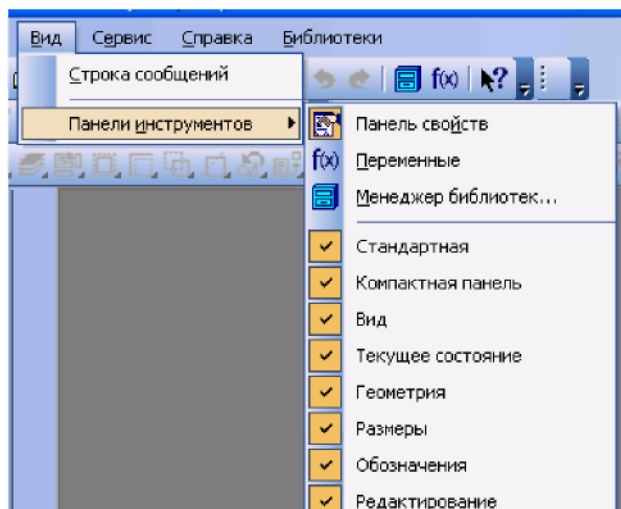 Вид Сервис Справка Библиотеки
Строка сообщений
f(x)
Панели инструментов
Панель свойств
f(x) Переменные
Менеджер библиотек...
Стандартная
Компактная панель
Вид
Текущее состояние
Геометрия
Размеры
Обозначения
Редактирование